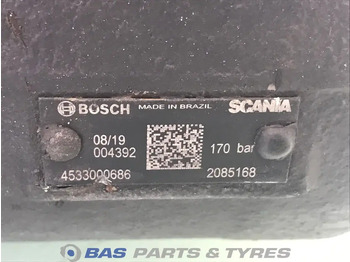 BOSCH MADE IN BRAZIL SCANIA
08/19
004392 170 bar
4533000686 2085168
BAS PARTS & TYRES